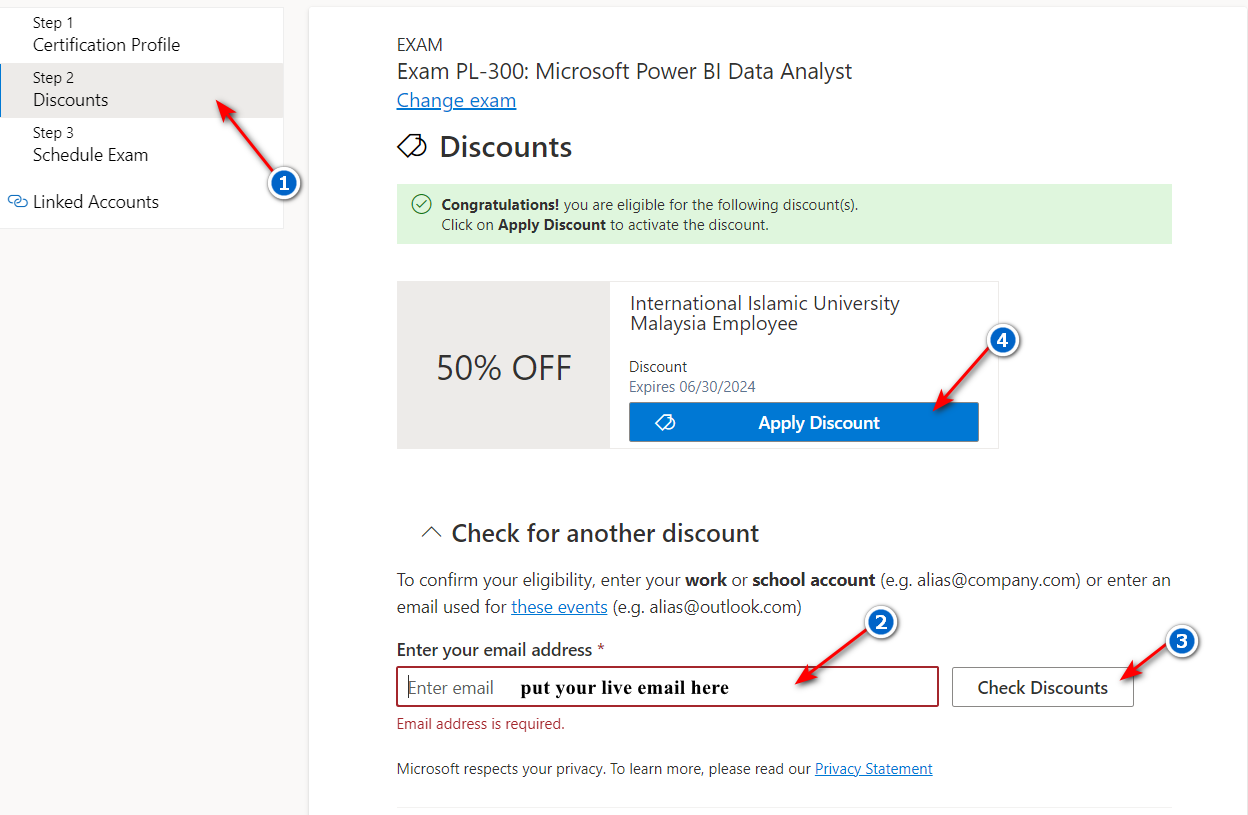 Step 1
Certification Profile
Step 2
Discounts
Step 3
Schedule Exam
Linked Accounts
1
EXAM
Exam PL-300: Microsoft Power BI Data Analyst
Change exam
Discounts
Congratulations! you are eligible for the following discount(s).
Click on Apply Discount to activate the discount.
50% OFF
International Islamic University
Malaysia Employee
Discount
Expires 06/30/2024
Apply Discount
4
Check for another discount
To confirm your eligibility, enter your work or school account (e.g. alias@company.com) or enter an
email used for these events (e.g. alias@outlook.com)
2
Enter your email address *
Enter email put your live email here
3
Check Discounts
Email address is required.
Microsoft respects your privacy. To learn more, please read our Privacy Statement